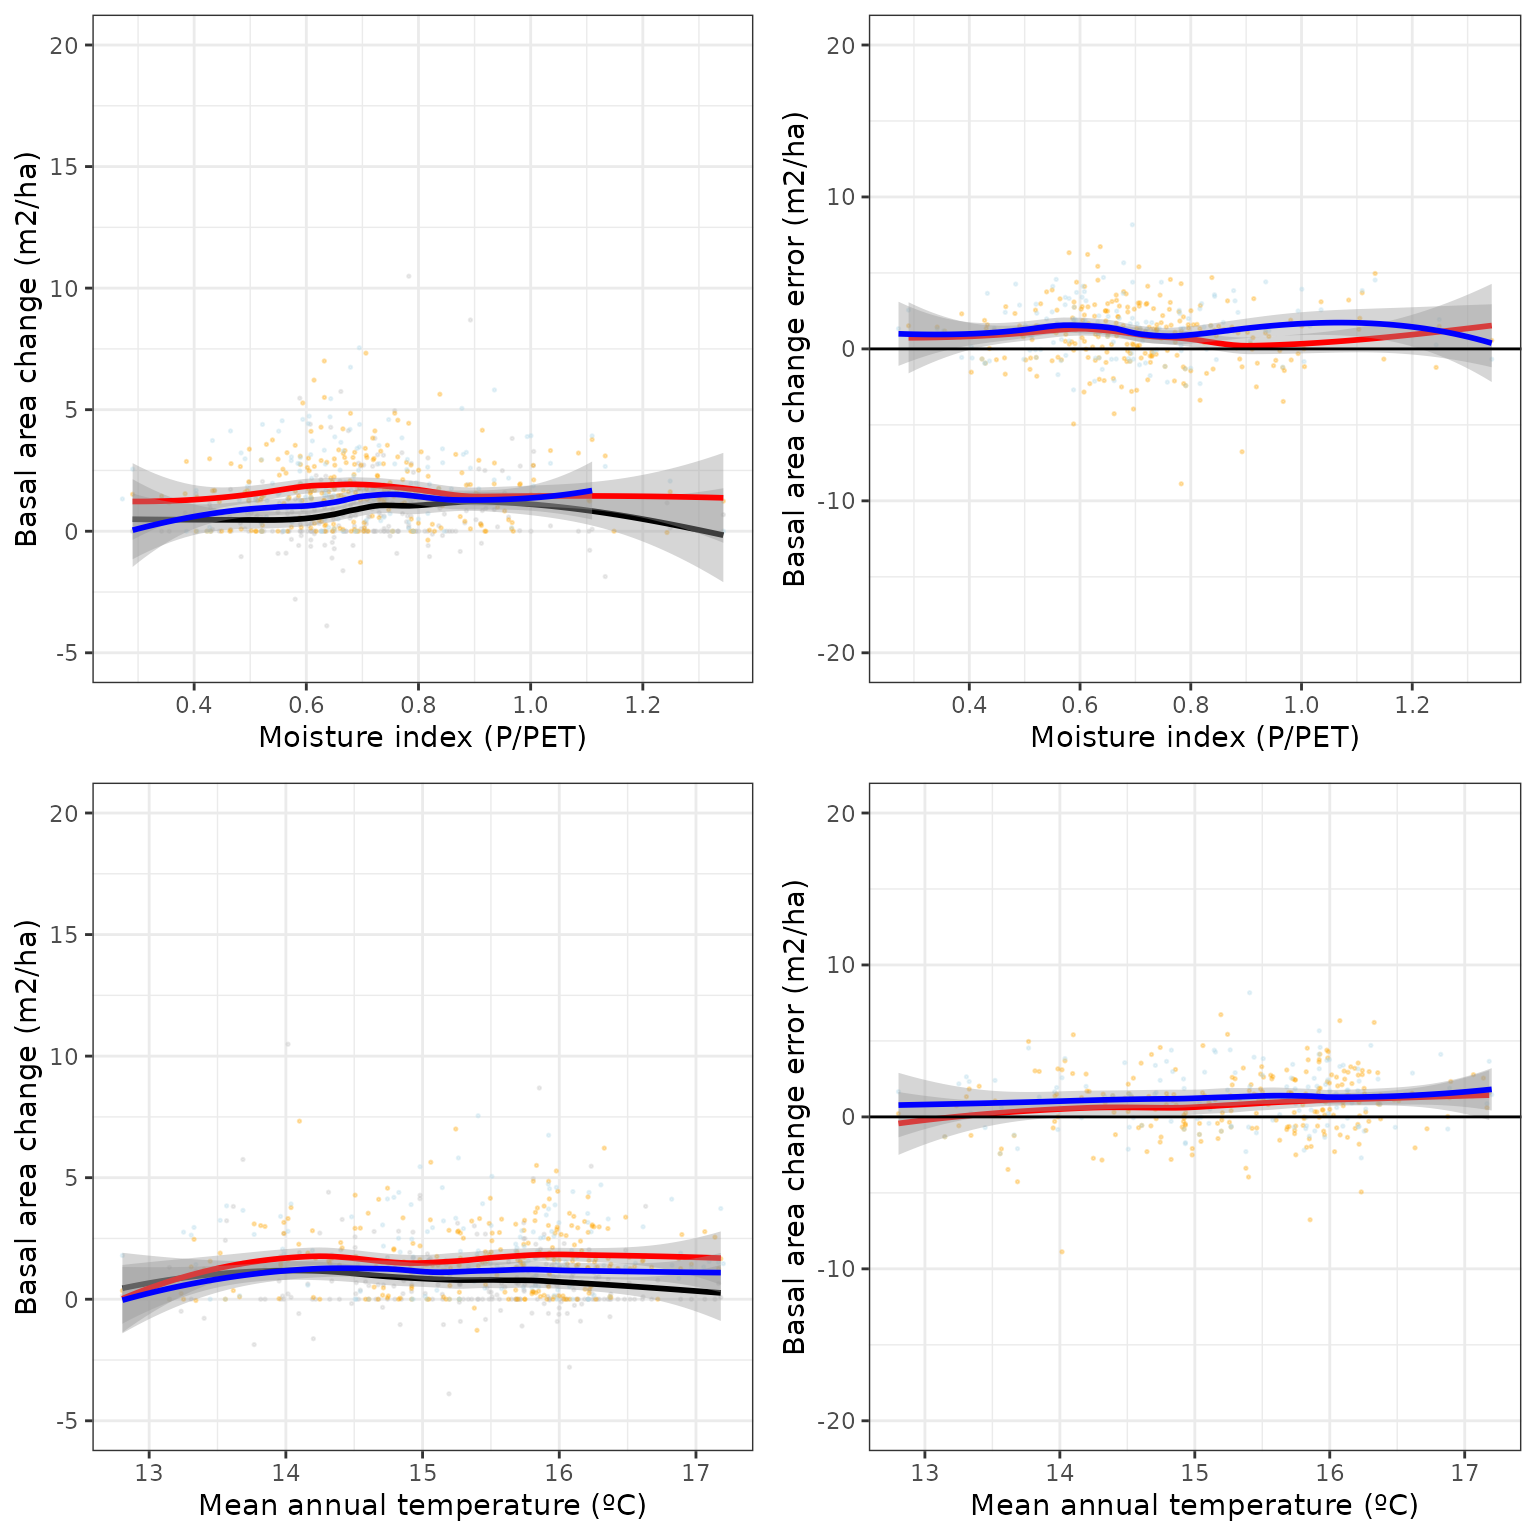 20
15
10
5
0
-5
Basal area change (m2/ha)
0.4 0.6 0.8 1.0 1.2
Moisture index (P/PET)
20
10
0
-10
-20
Basal area change error (m2/ha)
0.4 0.6 0.8 1.0 1.2
Moisture index (P/PET)
20
15
10
5
0
-5
Basal area change (m2/ha)
13 14 15 16 17
Mean annual temperature (ºC)
20
10
0
-10
-20
Basal area change error (m2/ha)
13 14 15 16 17
Mean annual temperature (ºC)